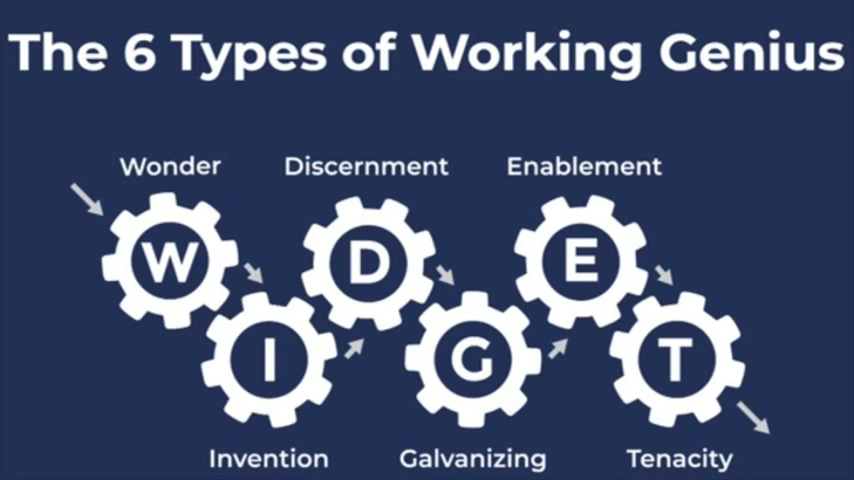 The 6 Types of Working Genius
Wonder Discernment Enablement
W D E
I G T
Invention Galvanizing Tenacity